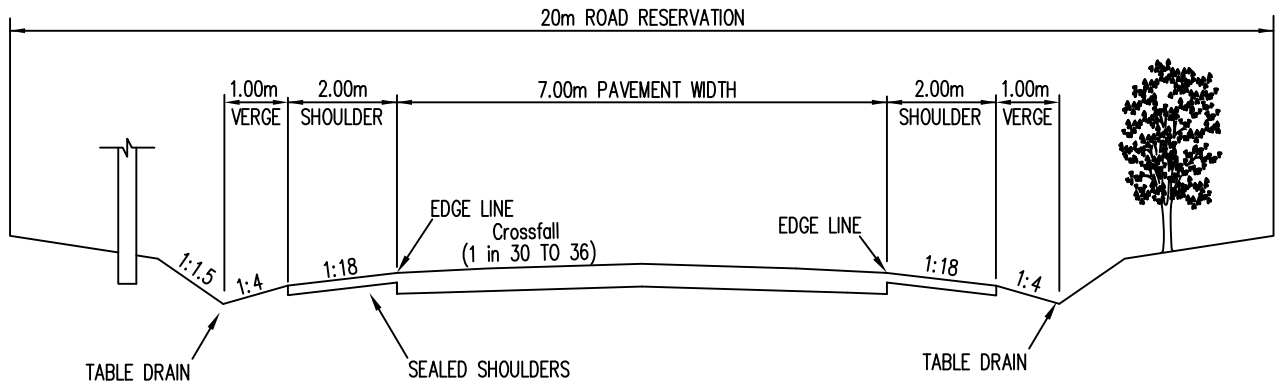 20m ROAD RESERVATION
1.00m
VERGE
2.00m
SHOULDER
7.00m PAVEMENT WIDTH
2.00m
SHOULDER
1.00m
VERGE
EDGE LINE
Crossfall
(1 in 30 TO 36)
EDGE LINE
1:1.5
1:4
1:18
1:18
1:4
TABLE DRAIN
SEALED SHOULDERS
TABLE DRAIN